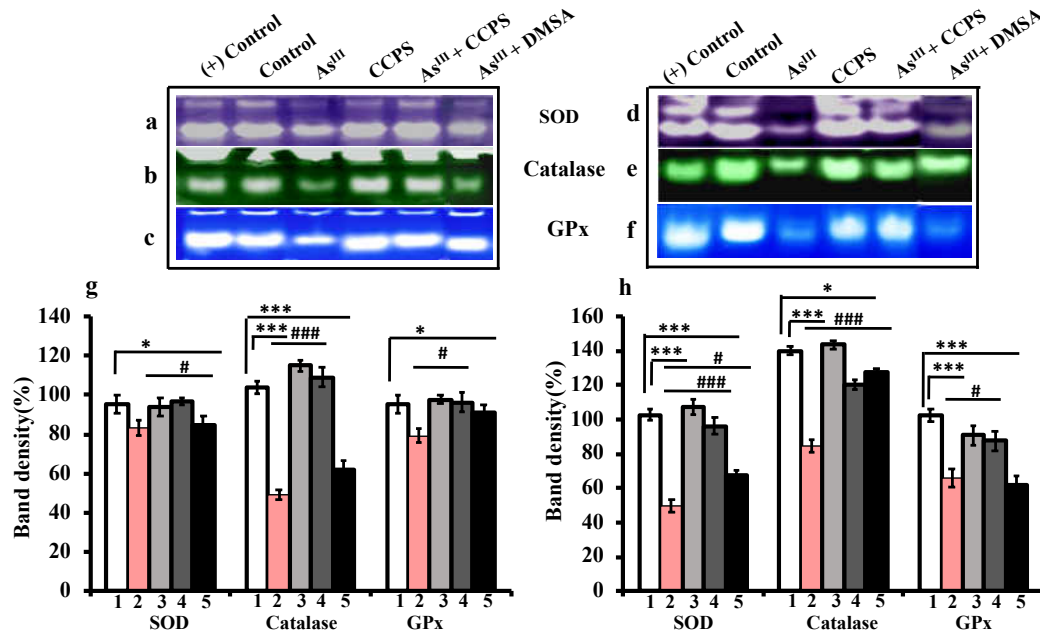 (+) Control Control Asᴵᴵᴵ CCPS Asᴵᴵᴵ + CCPS Asᴵᴵᴵ + DMSA
(+) Control Control Asᴵᴵᴵ CCPS Asᴵᴵᴵ + CCPS Asᴵᴵᴵ + DMSA
a SOD d
b Catalase e
c GPx f
g
Band density(%)
140
120
100
80
60
40
20
0
* #
*** *** ###
* #
1 2 3 4 5 1 2 3 4 5 1 2 3 4 5
SOD Catalase GPx
h
Band density(%)
160
140
120
100
80
60
40
20
0
*** *** # ###
* *** ###
*** *** #
1 2 3 4 5 1 2 3 4 5 1 2 3 4 5
SOD Catalase GPx